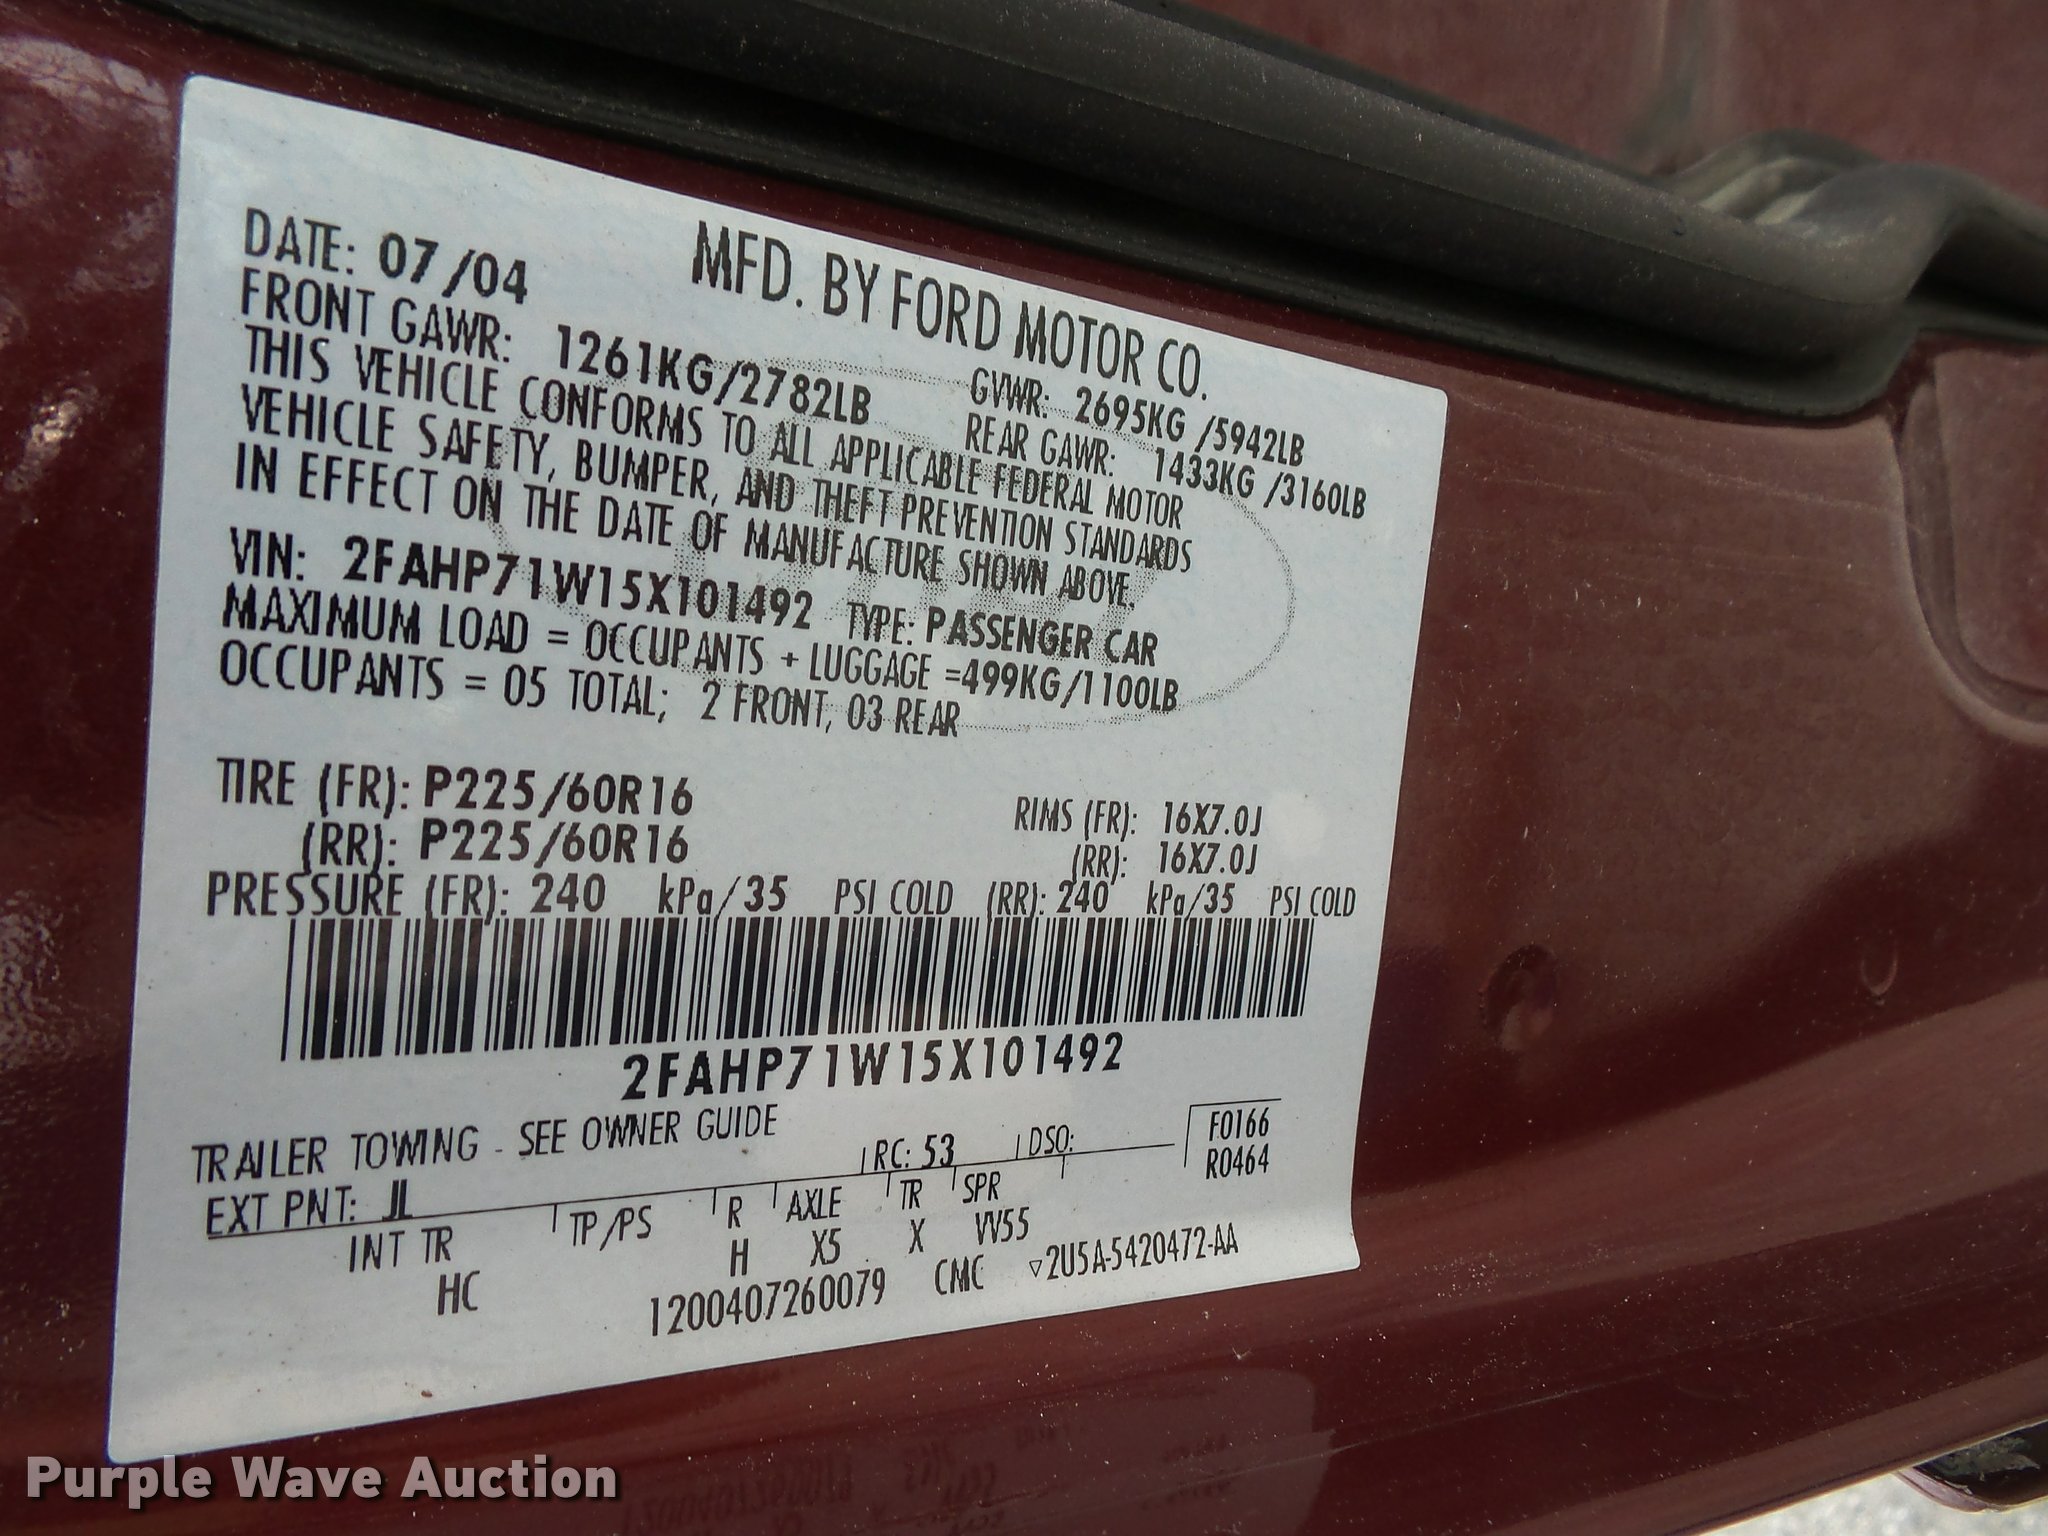 MFD. BY FORD MOTOR CO.
DATE: 07/04
GVWR: 2695KG /5942LB
FRONT GAWR: 1261KG/2782LB
REAR GAWR: 1433KG /3160LB
THIS VEHICLE CONFORMS TO ALL APPLICABLE FEDERAL MOTOR
VEHICLE SAFETY, BUMPER, AND THEFT PREVENTION STANDARDS
IN EFFECT ON THE DATE OF MANUFACTURE SHOWN ABOVE.
VIN: 2FAHP71W15X101492 TYPE: PASSENGER CAR
MAXIMUM LOAD = OCCUPANTS + LUGGAGE =499KG/1100LB
OCCUPANTS = 05 TOTAL; 2 FRONT, 03 REAR
TIRE (FR): P225/60R16 RIMS (FR): 16X7.0J
(RR): P225/60R16 (RR): 16X7.0J
PRESSURE (FR): 240 kPa/35 PSI COLD (RR): 240 kPa/35 PSI COLD
2FAHP71W15X101492
TRAILER TOWING - SEE OWNER GUIDE
F0166
R0464
EXT PNT: JL RC: 53 DSO:
INT TR TP/PS R AXLE TR SPR
HC H X5 X VV55
1200407260079 CMC ▽2U5A-5420472-AA
Purple Wave Auction